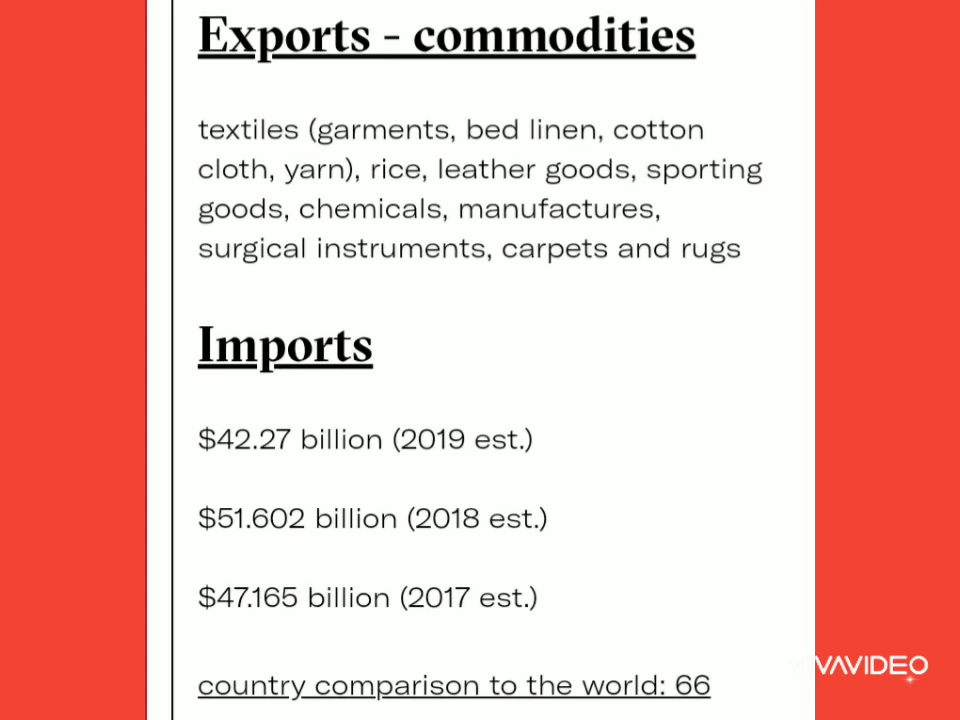 Exports - commodities
textiles (garments, bed linen, cotton
cloth, yarn), rice, leather goods, sporting
goods, chemicals, manufactures,
surgical instruments, carpets and rugs
Imports
$42.27 billion (2019 est.)
$51.602 billion (2018 est.)
$47.165 billion (2017 est.)
country comparison to the world: 66
VAVIDEO